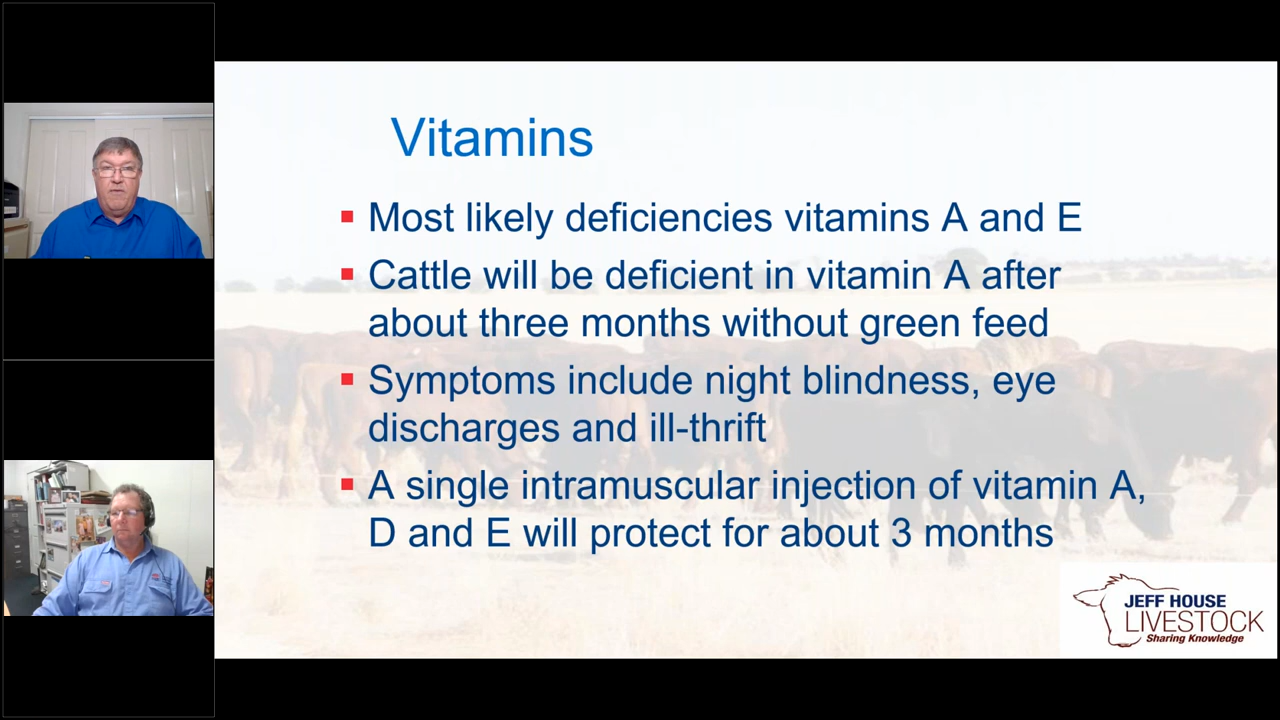 Vitamins
Most likely deficiencies vitamins A and E
Cattle will be deficient in vitamin A after
about three months without green feed
Symptoms include night blindness, eye
discharges and ill-thrift
A single intramuscular injection of vitamin A,
D and E will protect for about 3 months
JEFF HOUSE
LIVESTOCK
Sharing Knowledge